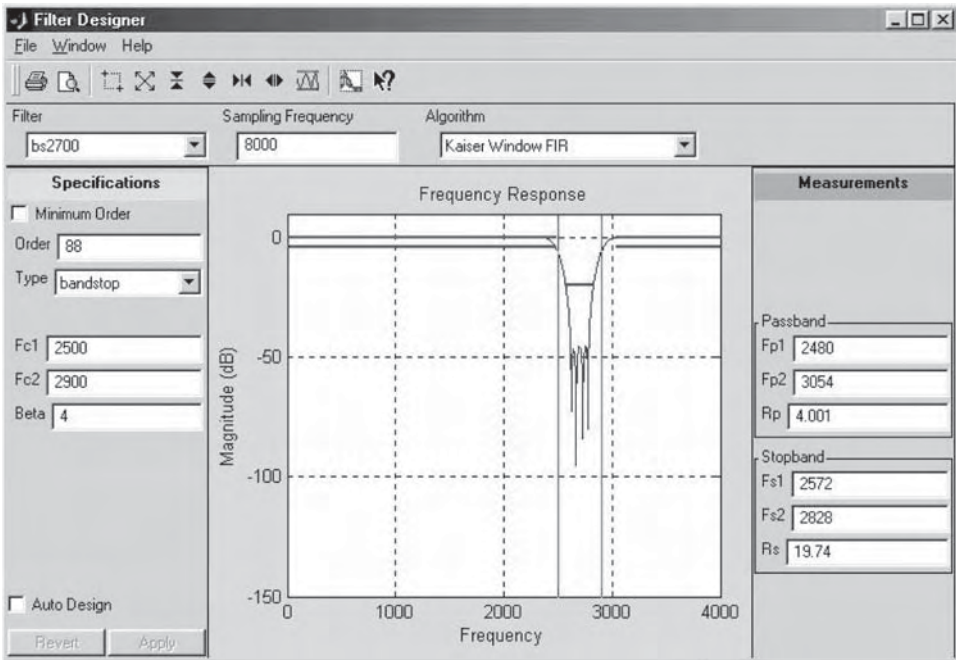 Filter Designer
File Window Help
Filter
Sampling Frequency
Algorithm
bs2700
8000
Kaiser Window FIR
Specifications
Minimum Order
Order 88
Type bandstop
Fc1 2500
Fc2 2900
Beta 4
Auto Design
Revert Apply
Frequency Response
Magnitude (dB)
0
-50
-100
-150
0 1000 2000 3000 4000
Frequency
Measurements
Passband
Fp1 2480
Fp2 3054
Rp 4.001
Stopband
Fs1 2572
Fs2 2828
Rs 19.74